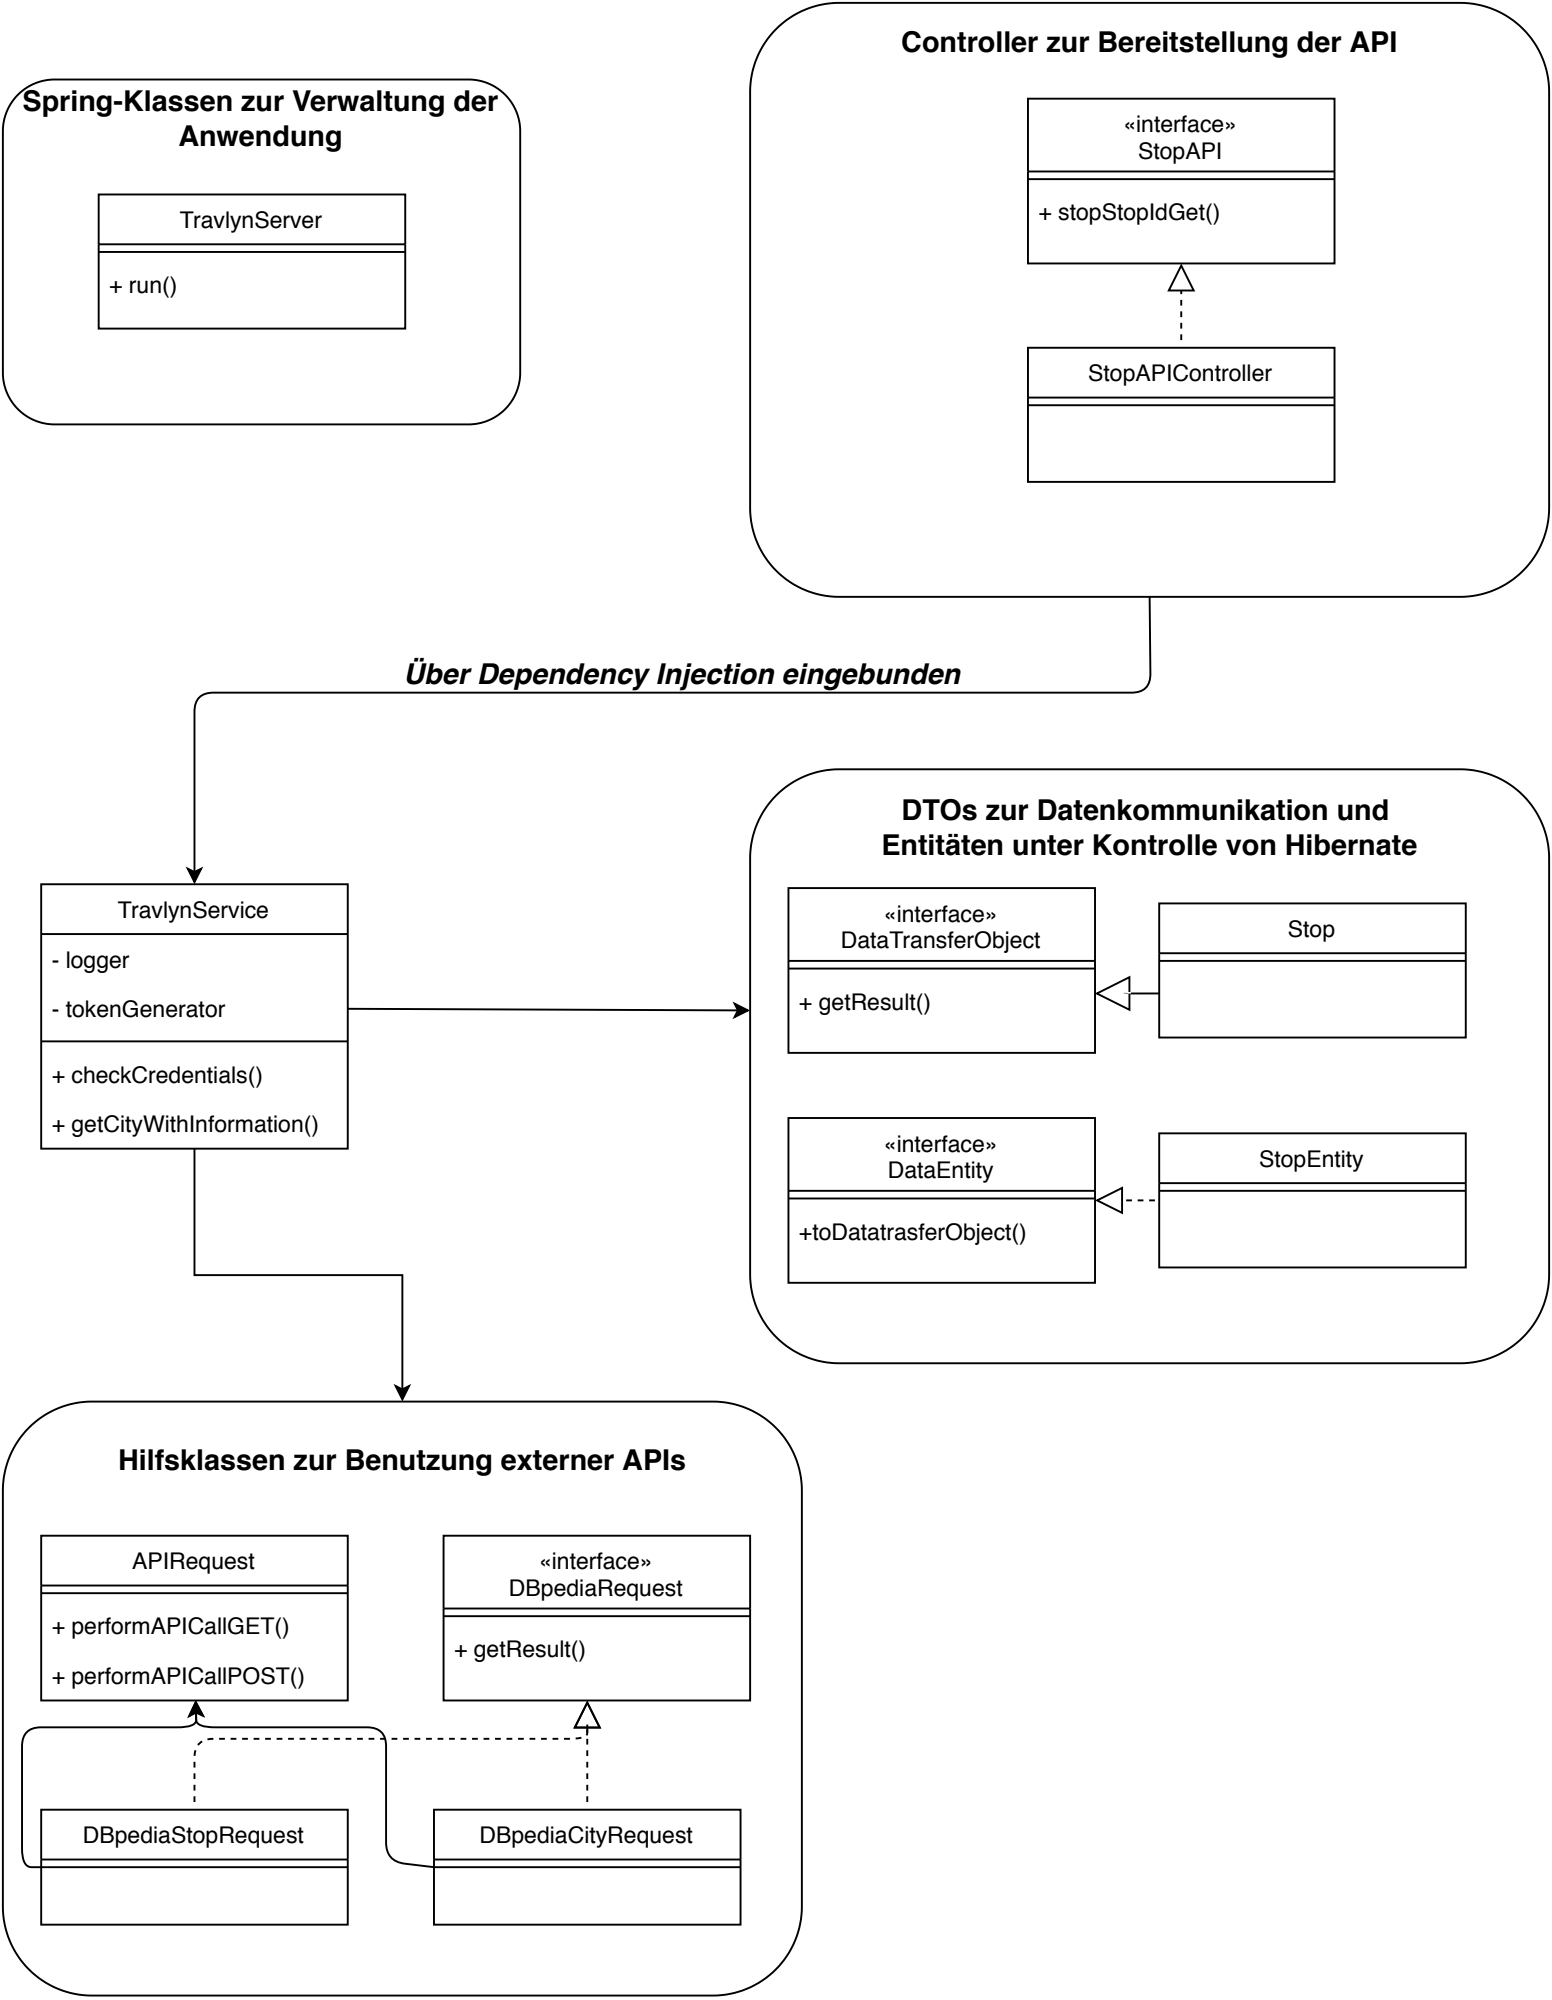 Controller zur Bereitstellung der API
«interface»
StopAPI
+ stopStopIdGet()
StopAPIController
Spring-Klassen zur Verwaltung der
Anwendung
TravlynServer
+ run()
Über Dependency Injection eingebunden
TravlynService
- logger
- tokenGenerator
+ checkCredentials()
+ getCityWithInformation()
DTOs zur Datenkommunikation und
Entitäten unter Kontrolle von Hibernate
«interface»
DataTransferObject
+ getResult()
Stop
«interface»
DataEntity
+toDatatrasferObject()
StopEntity
Hilfsklassen zur Benutzung externer APIs
APIRequest
+ performAPICallGET()
+ performAPICallPOST()
«interface»
DBpediaRequest
+ getResult()
DBpediaStopRequest
DBpediaCityRequest